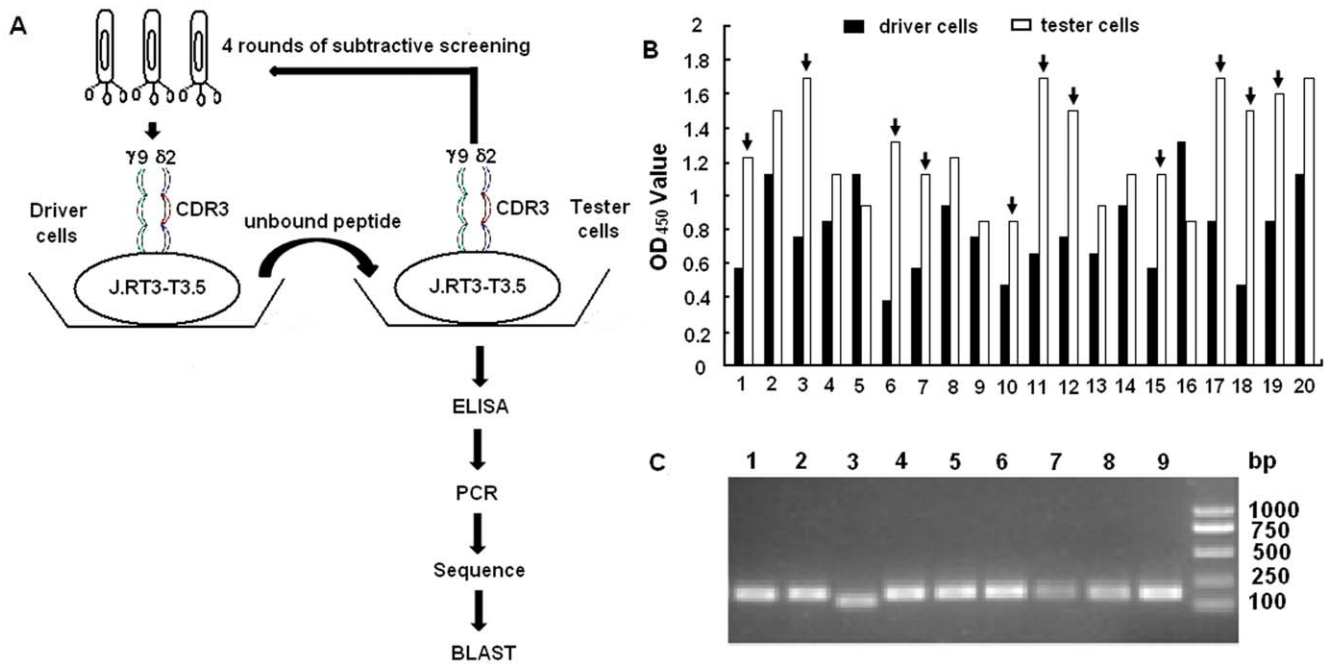 A
4 rounds of subtractive screening
γ9 δ2
CDR3
Driver
cells
J.RT3-T3.5
unbound peptide
γ9 δ2
CDR3
Tester
cells
J.RT3-T3.5
ELISA
PCR
Sequence
BLAST
B
driver cells
tester cells
OD450 Value
2
1.8
1.6
1.4
1.2
1
0.8
0.6
0.4
0.2
0
1 2 3 4 5 6 7 8 9 10 11 12 13 14 15 16 17 18 19 20
C
1 2 3 4 5 6 7 8 9 bp
1000
750
500
250
100